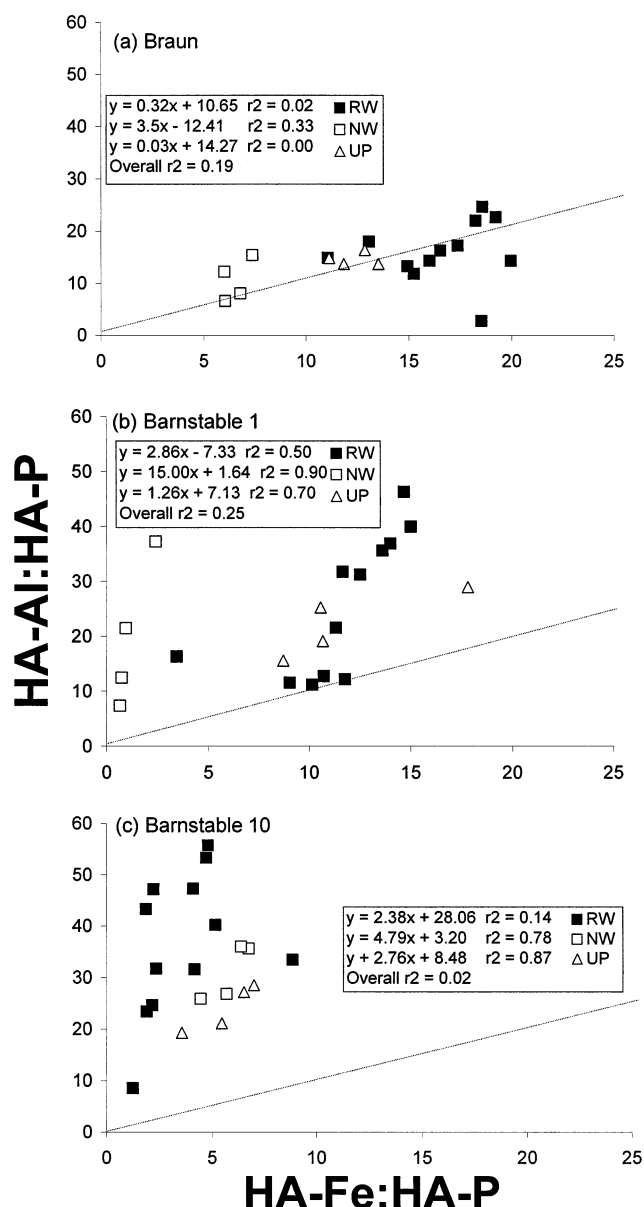 HA-Al:HA-P
(a) Braun
60
50
40
30
20
10
0
y = 0.32x + 10.65 r2 = 0.02 RW
y = 3.5x - 12.41 r2 = 0.33 NW
y = 0.03x + 14.27 r2 = 0.00 UP
Overall r2 = 0.19
0 5 10 15 20 25
(b) Barnstable 1
60
50
40
30
20
10
0
y = 2.86x - 7.33 r2 = 0.50 RW
y = 15.00x + 1.64 r2 = 0.90 NW
y = 1.26x + 7.13 r2 = 0.70 UP
Overall r2 = 0.25
0 5 10 15 20 25
(c) Barnstable 10
60
50
40
30
20
10
0
y = 2.38x + 28.06 r2 = 0.14 RW
y = 4.79x + 3.20 r2 = 0.78 NW
y + 2.76x + 8.48 r2 = 0.87 UP
Overall r2 = 0.02
0 5 10 15 20 25
HA-Fe:HA-P